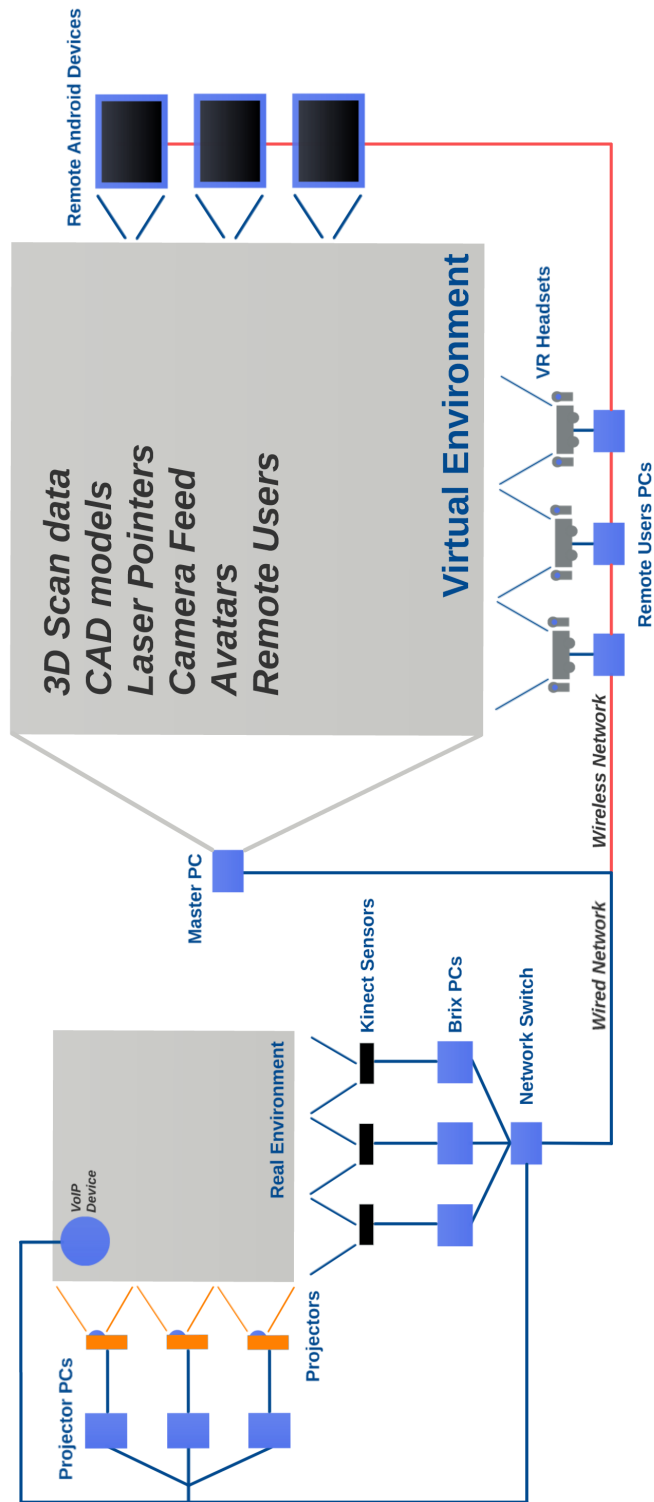 Projector PCs
Projectors
VoIP
Device
Real Environment
Kinect Sensors
Brix PCs
Network Switch
Wired Network
Master PC
Wireless Network
3D Scan data
CAD models
Laser Pointers
Camera Feed
Avatars
Remote Users
Virtual Environment
VR Headsets
Remote Users PCs
Remote Android Devices